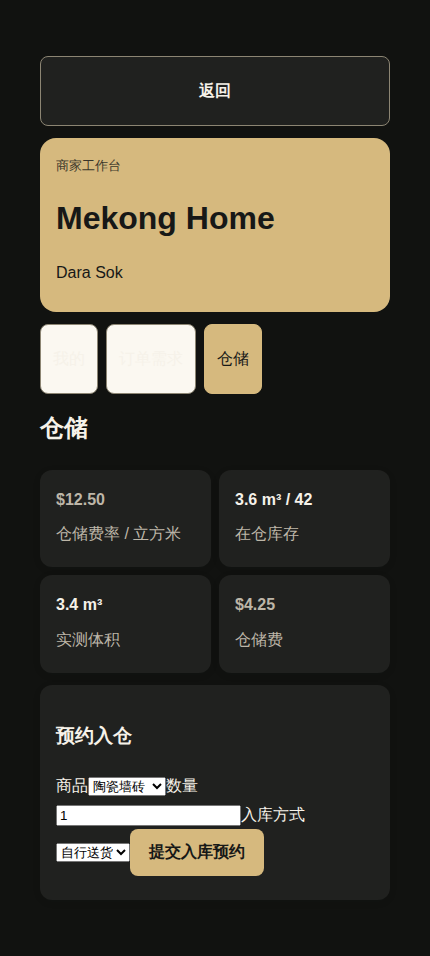 返回
商家工作台
Mekong Home
Dara Sok
我的 订单需求 仓储
仓储
$12.50
仓储费率 / 立方米
3.6 m³ / 42
在仓库存
3.4 m³
实测体积
$4.25
仓储费
预约入仓
商品 陶瓷墙砖 数量
1 入库方式
自行送货 提交入库预约